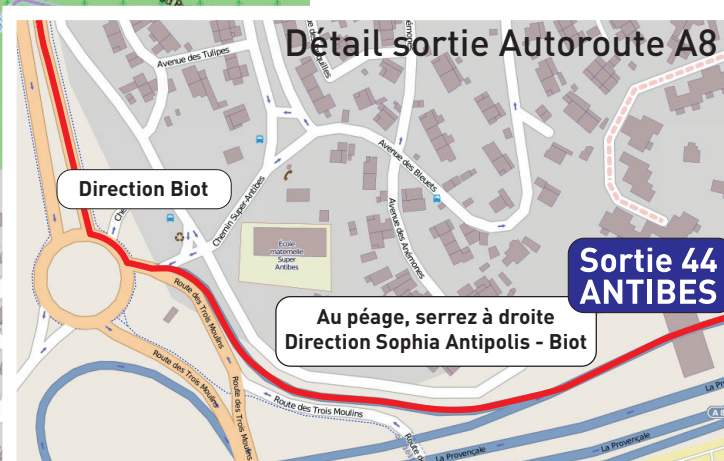 Détail sortie Autoroute A8
Avenue des Tulipes
Avenue des Bleuets
Direction Biot
Chemin Super-Antibes
Avenue des Anémones
École
maternelle
Super
Antibes
Sortie 44
ANTIBES
Au péage, serrez à droite
Direction Sophia Antipolis - Biot
Route des Trois Moulins
Route des Trois Moulins
Route des Trois Moulins
Route des Trois Moulins
La Provençale
La Provençale
A 8